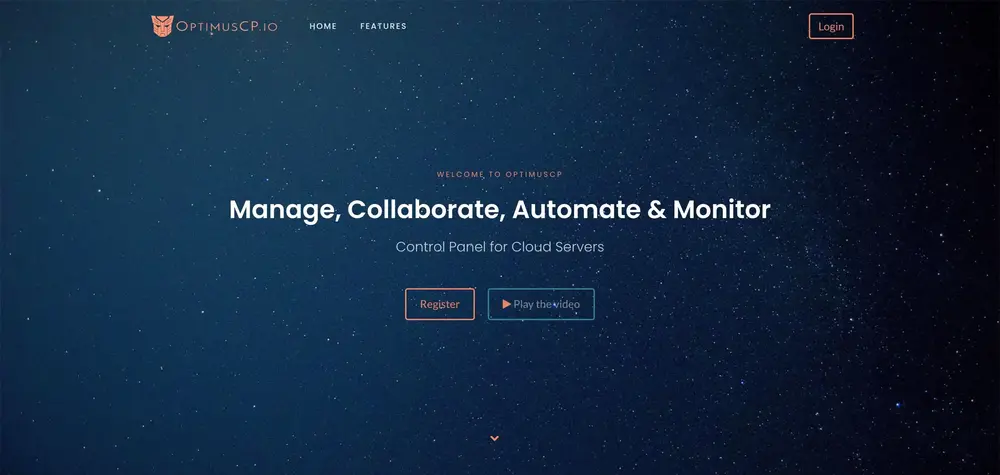 OptimusCP.io HOME FEATURES Login
WELCOME TO OPTIMUSCP
Manage, Collaborate, Automate & Monitor
Control Panel for Cloud Servers
Register Play the video